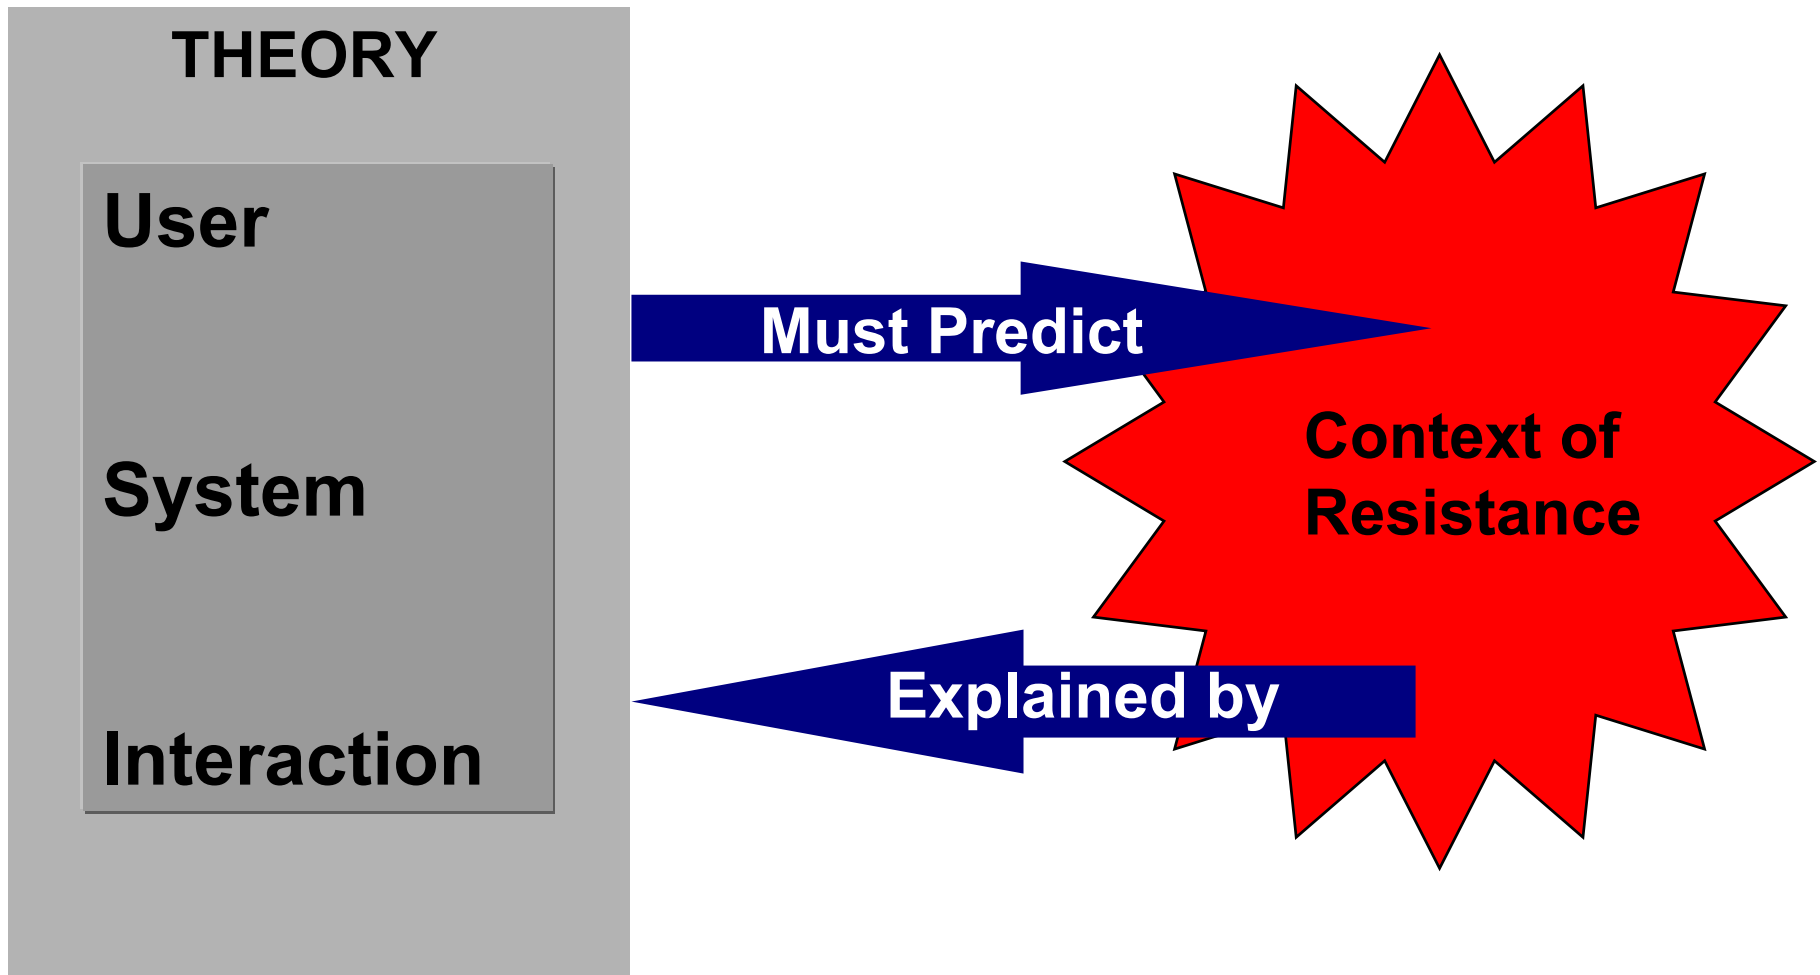 THEORY
User
System
Interaction
Must Predict
Context of
Resistance
Explained by